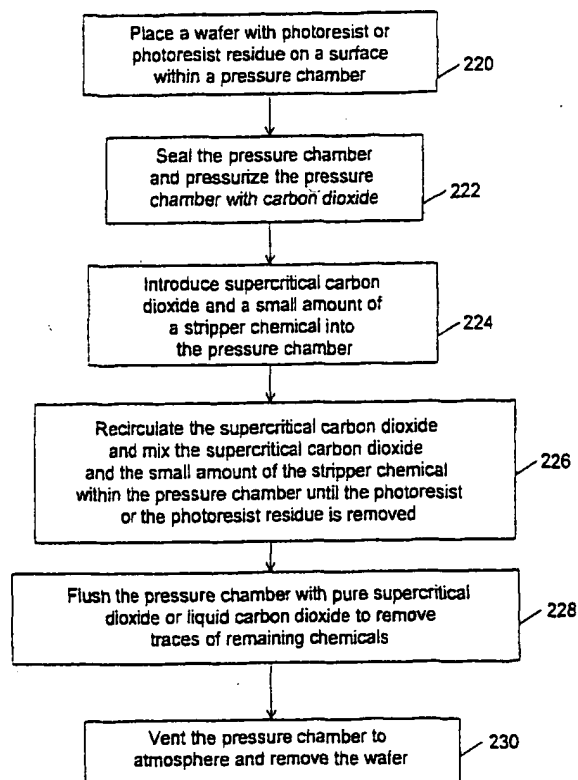 Place a wafer with photoresist or
photoresist residue on a surface
within a pressure chamber
220
Seal the pressure chamber
and pressurize the pressure
chamber with carbon dioxide
222
Introduce supercritical carbon
dioxide and a small amount of
a stripper chemical into
the pressure chamber
224
Recirculate the supercritical carbon dioxide
and mix the supercritical carbon dioxide
and the small amount of the stripper chemical
within the pressure chamber until the photoresist
or the photoresist residue is removed
226
Flush the pressure chamber with pure supercritical
dioxide or liquid carbon dioxide to remove
traces of remaining chemicals
228
Vent the pressure chamber to
atmosphere and remove the wafer
230